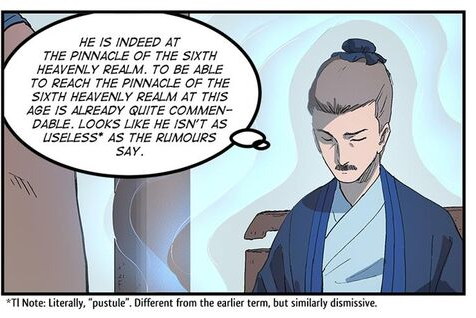 HE IS INDEED AT
THE PINNACLE OF THE SIXTH
HEAVENLY REALM. TO BE ABLE
TO REACH THE PINNACLE OF THE
SIXTH HEAVENLY REALM AT THIS
AGE IS ALREADY QUITE COMMEN-
DABLE. LOOKS LIKE HE ISN'T AS
USELESS* AS THE RUMOURS
SAY.
*Tl Note: Literally, "pustule". Different from the earlier term, but similarly dismissive.